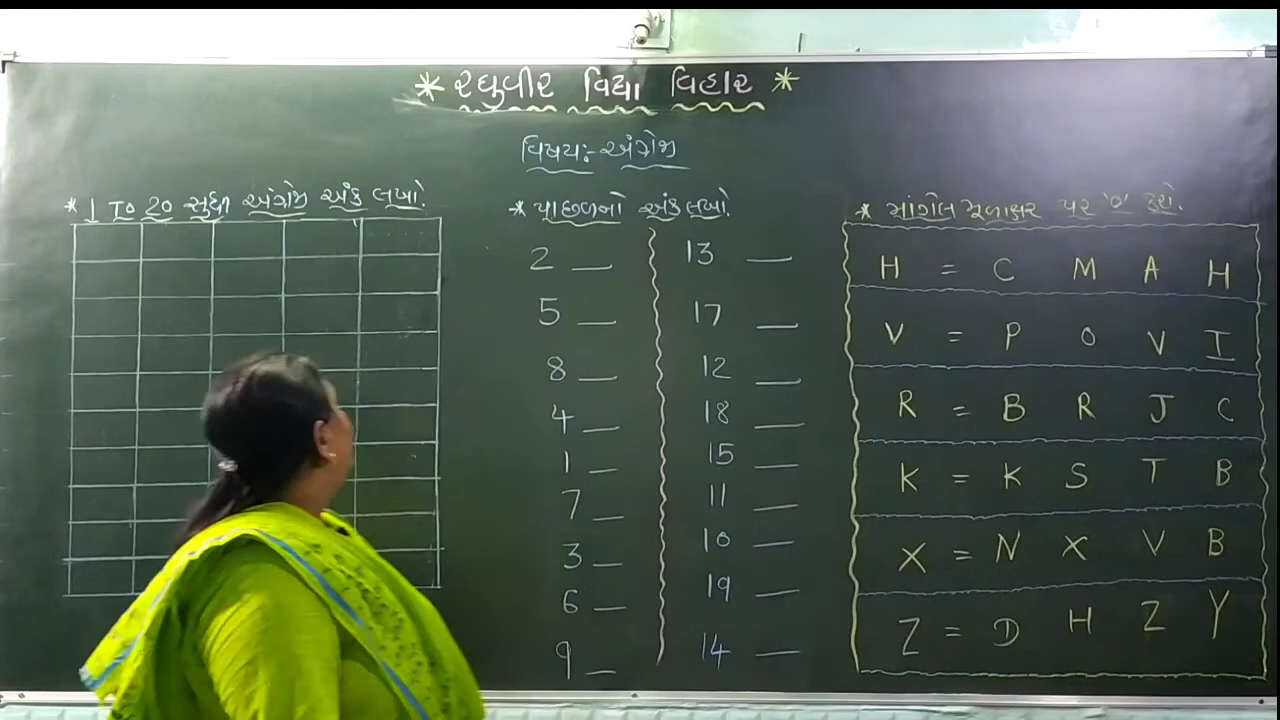 * રઘુવીર વિદ્યા વિહાર *
વિષય:- અંગ્રેજી
* 1 To 20 સુધી અંગ્રેજી અંક લખો.
* પાછળનો અંક લખો.
2 __ 13 __
5 __ 17 __
8 __ 12 __
4 __ 18 __
1 __ 15 __
7 __ 11 __
3 __ 10 __
6 __ 19 __
9 __ 14 __
* માંગેલ મૂળાક્ષર પર '0' કરો.
H = C M A H
V = P O V I
R = B R J C
K = K S T B
X = N X V B
Z = D H Z Y